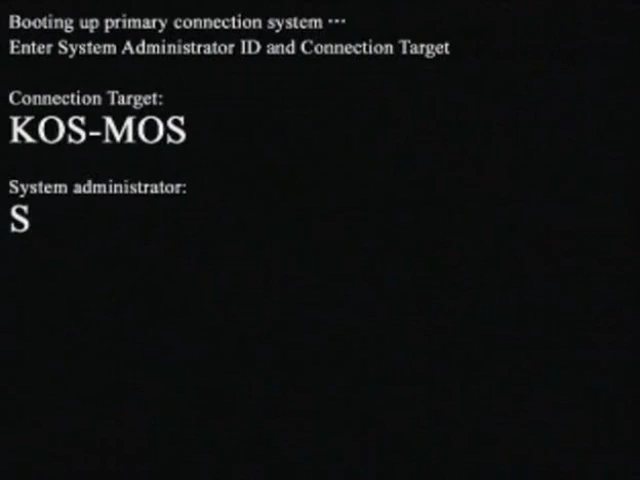 Booting up primary connection system ···
Enter System Administrator ID and Connection Target
Connection Target:
KOS-MOS
System administrator:
S